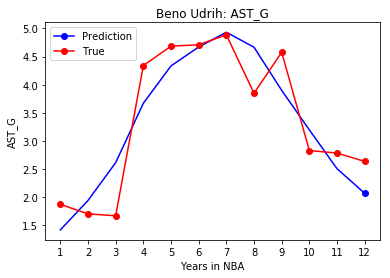 Beno Udrih: AST_G
Prediction
True
5.0
4.5
4.0
3.5
3.0
2.5
2.0
1.5
AST_G
1 2 3 4 5 6 7 8 9 10 11 12
Years in NBA